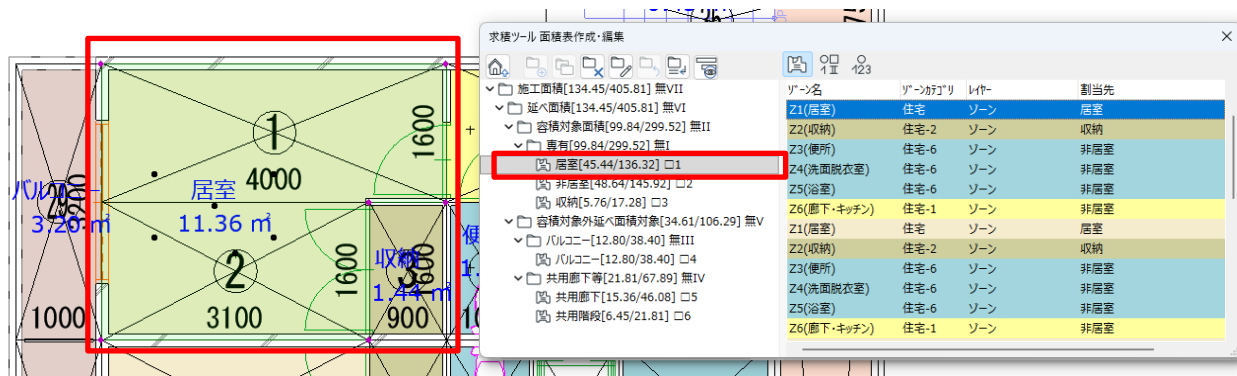 求積ツール 面積表作成・編集
施工面積[134.45/405.81] 無VII
延べ面積[134.45/405.81] 無VI
容積対象面積[99.84/299.52] 無II
専有[99.84/299.52] 無I
居室[45.44/136.32] □1
非居室[48.64/145.92] □2
収納[5.76/17.28] □3
容積対象外延べ面積対象[34.61/106.29] 無V
バルコニー[12.80/38.40] 無III
バルコニー[12.80/38.40] □4
共用廊下等[21.81/67.89] 無IV
共用廊下[15.36/46.08] □5
共用階段[6.45/21.81] □6
123
ゾーン名 ゾーンカテゴリ レイヤー 割当先
Z1(居室) 住宅 ゾーン 居室
Z2(収納) 住宅-2 ゾーン 収納
Z3(便所) 住宅-6 ゾーン 非居室
Z4(洗面脱衣室) 住宅-6 ゾーン 非居室
Z5(浴室) 住宅-6 ゾーン 非居室
Z6(廊下・キッチン) 住宅-1 ゾーン 非居室
Z1(居室) 住宅 ゾーン 居室
Z2(収納) 住宅-2 ゾーン 収納
Z3(便所) 住宅-6 ゾーン 非居室
Z4(洗面脱衣室) 住宅-6 ゾーン 非居室
Z5(浴室) 住宅-6 ゾーン 非居室
Z6(廊下・キッチン) 住宅-1 ゾーン 非居室
1
1600
4000
居室
11.36 ㎡
3200
29
2
1600
収納
3
1600
1.44 ㎡
1000
3100
900